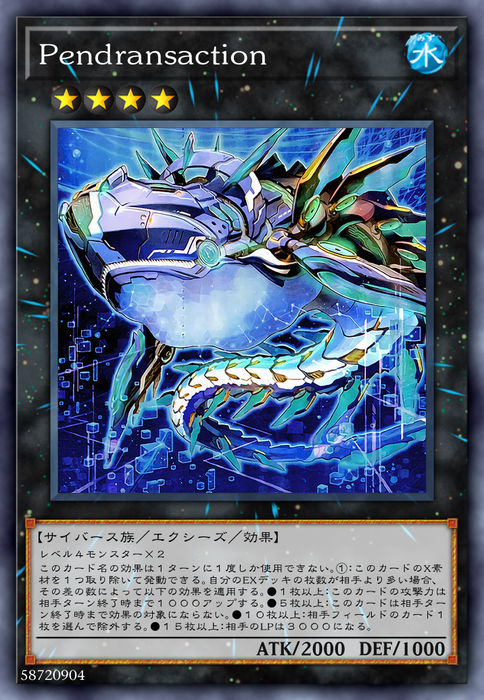 Pendransaction
みず
水
【サイバース族／エクシーズ／効果】
レベル４モンスター×２
このカード名の効果は１ターンに１度しか使用できない。①：このカードのX素
材を１つ取り除いて発動できる。自分のEXデッキの枚数が相手より多い場合、
その差の数によって以下の効果を適用する。●１枚以上：このカードの攻撃力は
相手ターン終了時まで１０００アップする。●５枚以上：このカードは相手ター
ン終了時まで効果の対象にならない。●１０枚以上：相手フィールドのカード１
枚を選んで除外する。●１５枚以上：相手のLPは３０００になる。
ATK/2000 DEF/1000
58720904